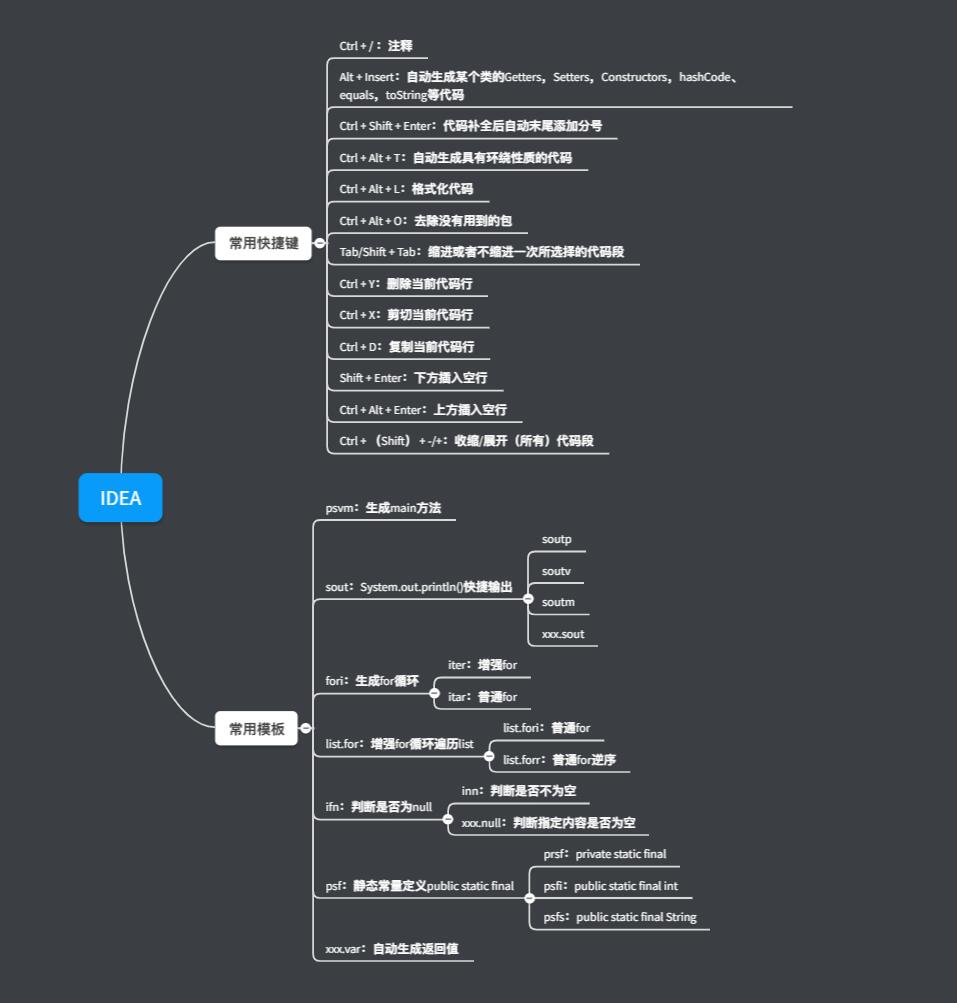 IDEA
常用快捷键
Ctrl + / ：注释
Alt + Insert：自动生成某个类的Getters，Setters，Constructors，hashCode、
equals，toString等代码
Ctrl + Shift + Enter：代码补全后自动末尾添加分号
Ctrl + Alt + T：自动生成具有环绕性质的代码
Ctrl + Alt + L：格式化代码
Ctrl + Alt + O：去除没有用到的包
Tab/Shift + Tab：缩进或者不缩进一次所选择的代码段
Ctrl + Y：删除当前代码行
Ctrl + X：剪切当前代码行
Ctrl + D：复制当前代码行
Shift + Enter：下方插入空行
Ctrl + Alt + Enter：上方插入空行
Ctrl + （Shift） + -/+：收缩/展开（所有）代码段
常用模板
psvm：生成main方法
sout：System.out.println()快捷输出
soutp
soutv
soutm
xxx.sout
fori：生成for循环
iter：增强for
itar：普通for
list.for：增强for循环遍历list
list.fori：普通for
list.forr：普通for逆序
ifn：判断是否为null
inn：判断是否不为空
xxx.null：判断指定内容是否为空
psf：静态常量定义public static final
prsf：private static final
psfi：public static final int
psfs：public static final String
xxx.var：自动生成返回值